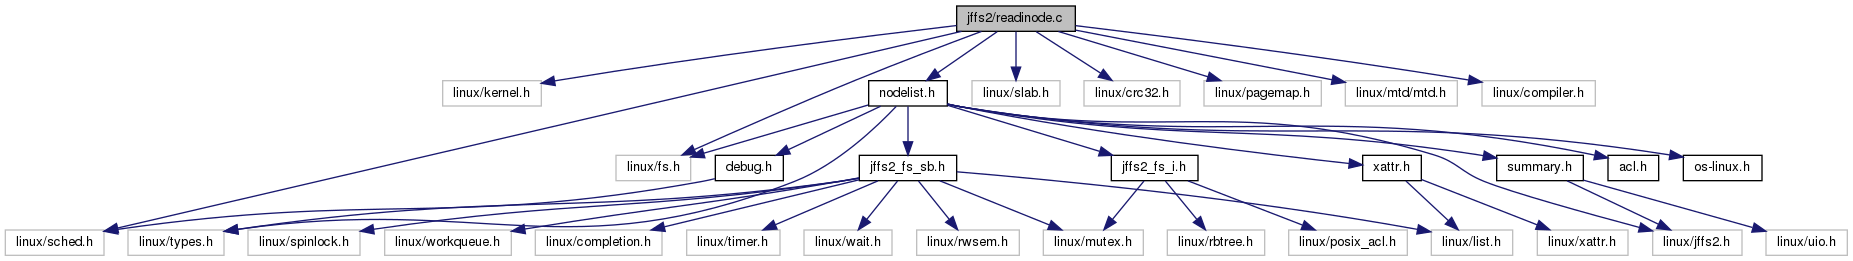 jffs2/readinode.c
linux/kernel.h
nodelist.h
linux/slab.h
linux/crc32.h
linux/pagemap.h
linux/mtd/mtd.h
linux/compiler.h
linux/fs.h
debug.h
jffs2_fs_sb.h
jffs2_fs_i.h
xattr.h
summary.h
acl.h
os-linux.h
linux/sched.h
linux/types.h
linux/spinlock.h
linux/workqueue.h
linux/completion.h
linux/timer.h
linux/wait.h
linux/rwsem.h
linux/mutex.h
linux/rbtree.h
linux/posix_acl.h
linux/list.h
linux/xattr.h
linux/jffs2.h
linux/uio.h